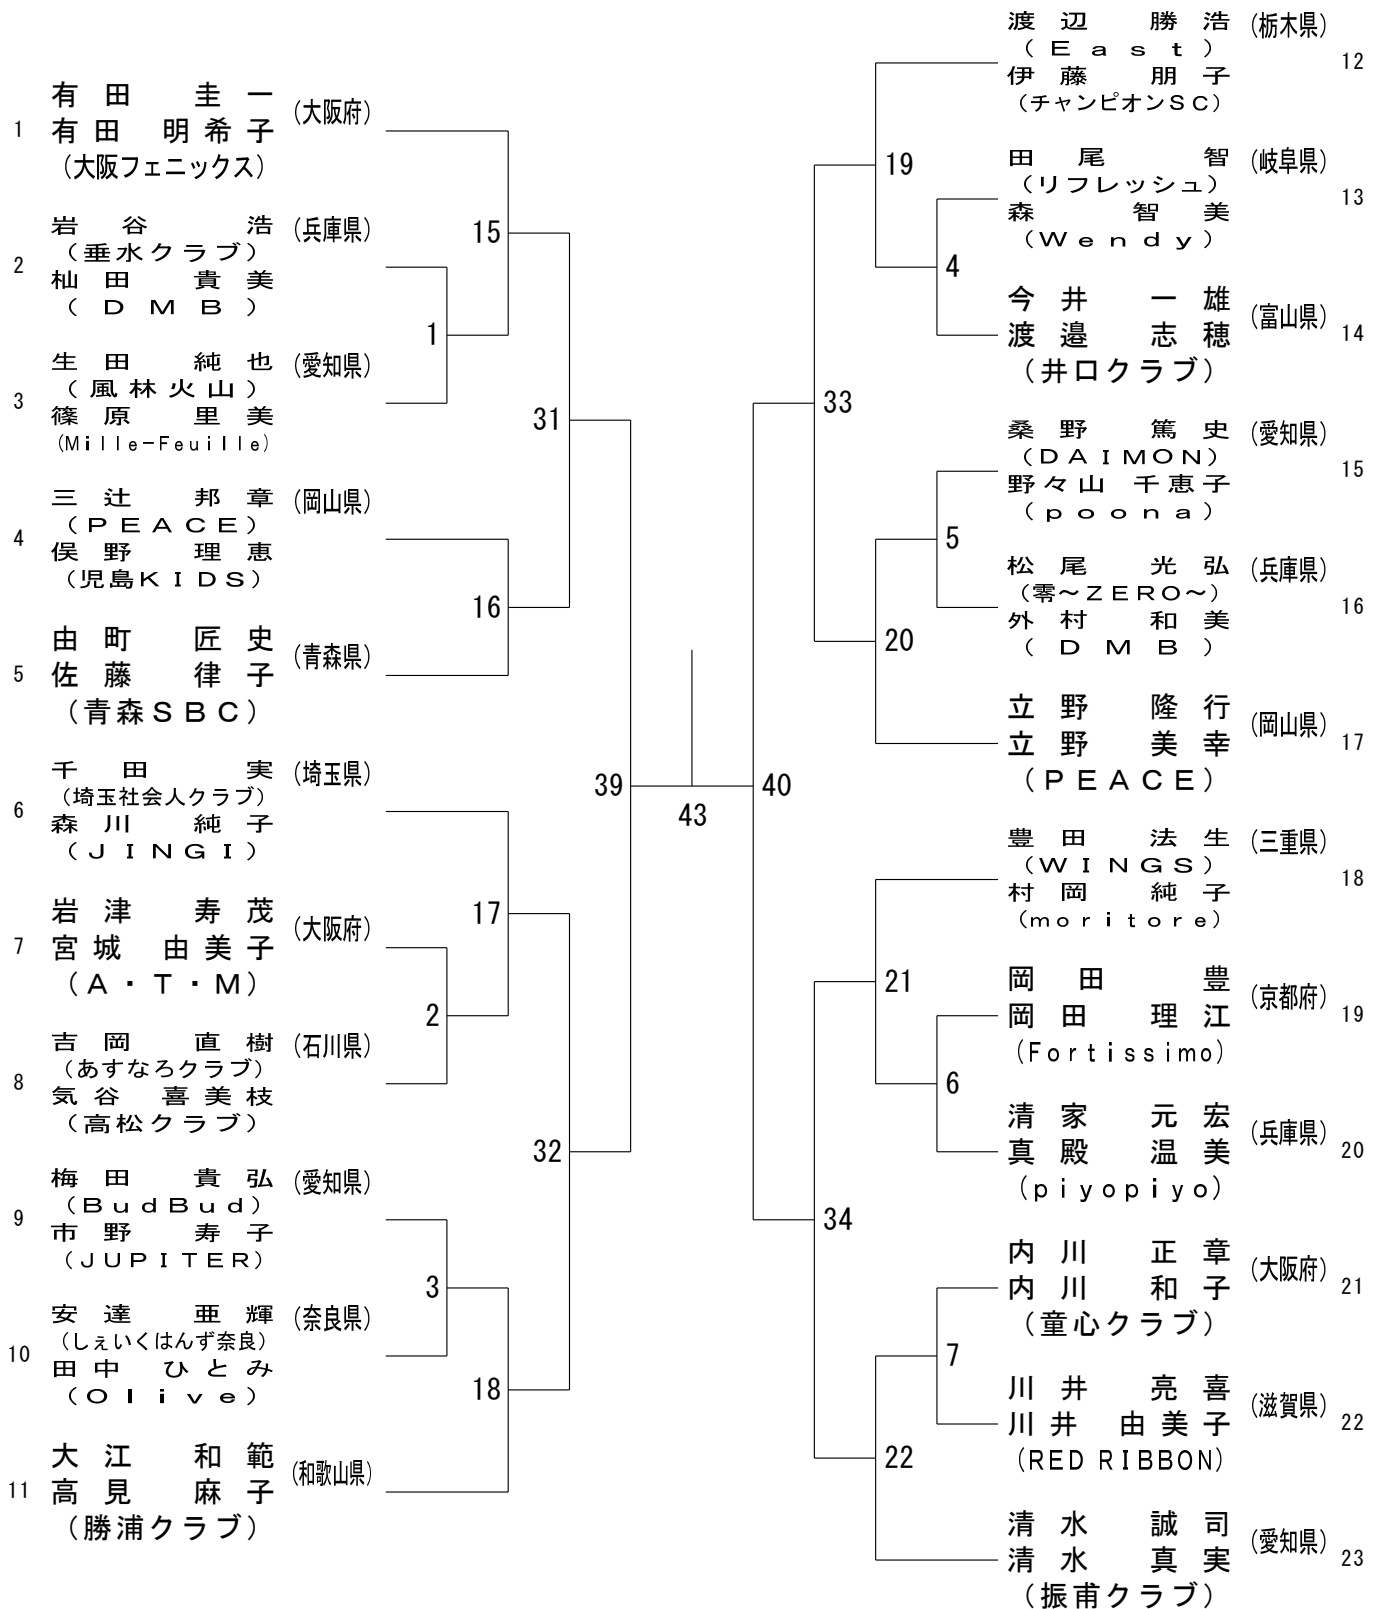 1
有田 圭一
有田 明希子
(大阪フェニックス)
(大阪府)
2
岩谷 浩
(垂水クラブ)
杣田 貴美
(DMB)
(兵庫県)
3
生田 純也
(風林火山)
篠原 里美
(Mille-Feuille)
(愛知県)
4
三辻 邦章
(PEACE)
俣野 理恵
(児島KIDS)
(岡山県)
5
由町 匠史
佐藤 律子
(青森SBC)
(青森県)
6
千田 実
(埼玉社会人クラブ)
森川 純子
(JINGI)
(埼玉県)
7
岩津 寿茂
宮城 由美子
(A・T・M)
(大阪府)
8
吉岡 直樹
(あすなろクラブ)
気谷 喜美枝
(高松クラブ)
(石川県)
9
梅田 貴弘
(BudBud)
市野 寿子
(JUPITER)
(愛知県)
10
安達 亜輝
(しぇいくはんず奈良)
田中 ひとみ
(Olive)
(奈良県)
11
大江 和範
高見 麻子
(勝浦クラブ)
(和歌山県)
15
1
31
16
39
17
2
32
3
18
43
40
33
19
4
5
20
21
6
34
7
22
渡辺 勝浩
(East)
伊藤 朋子
(チャンピオンSC)
(栃木県)
12
田尾 智
(リフレッシュ)
森 智美
(Wendy)
(岐阜県)
13
今井 一雄
渡邉 志穂
(井口クラブ)
(富山県)
14
桑野 篤史
(DAIMON)
野々山 千恵子
(poona)
(愛知県)
15
松尾 光弘
(零~ZERO~)
外村 和美
(DMB)
(兵庫県)
16
立野 隆行
立野 美幸
(PEACE)
(岡山県)
17
豊田 法生
(WINGS)
村岡 純子
(moritore)
(三重県)
18
岡田 豊
岡田 理江
(Fortissimo)
(京都府)
19
清家 元宏
真殿 温美
(piyopiyo)
(兵庫県)
20
内川 正章
内川 和子
(童心クラブ)
(大阪府)
21
川井 亮喜
川井 由美子
(RED RIBBON)
(滋賀県)
22
清水 誠司
清水 真実
(振甫クラブ)
(愛知県)
23